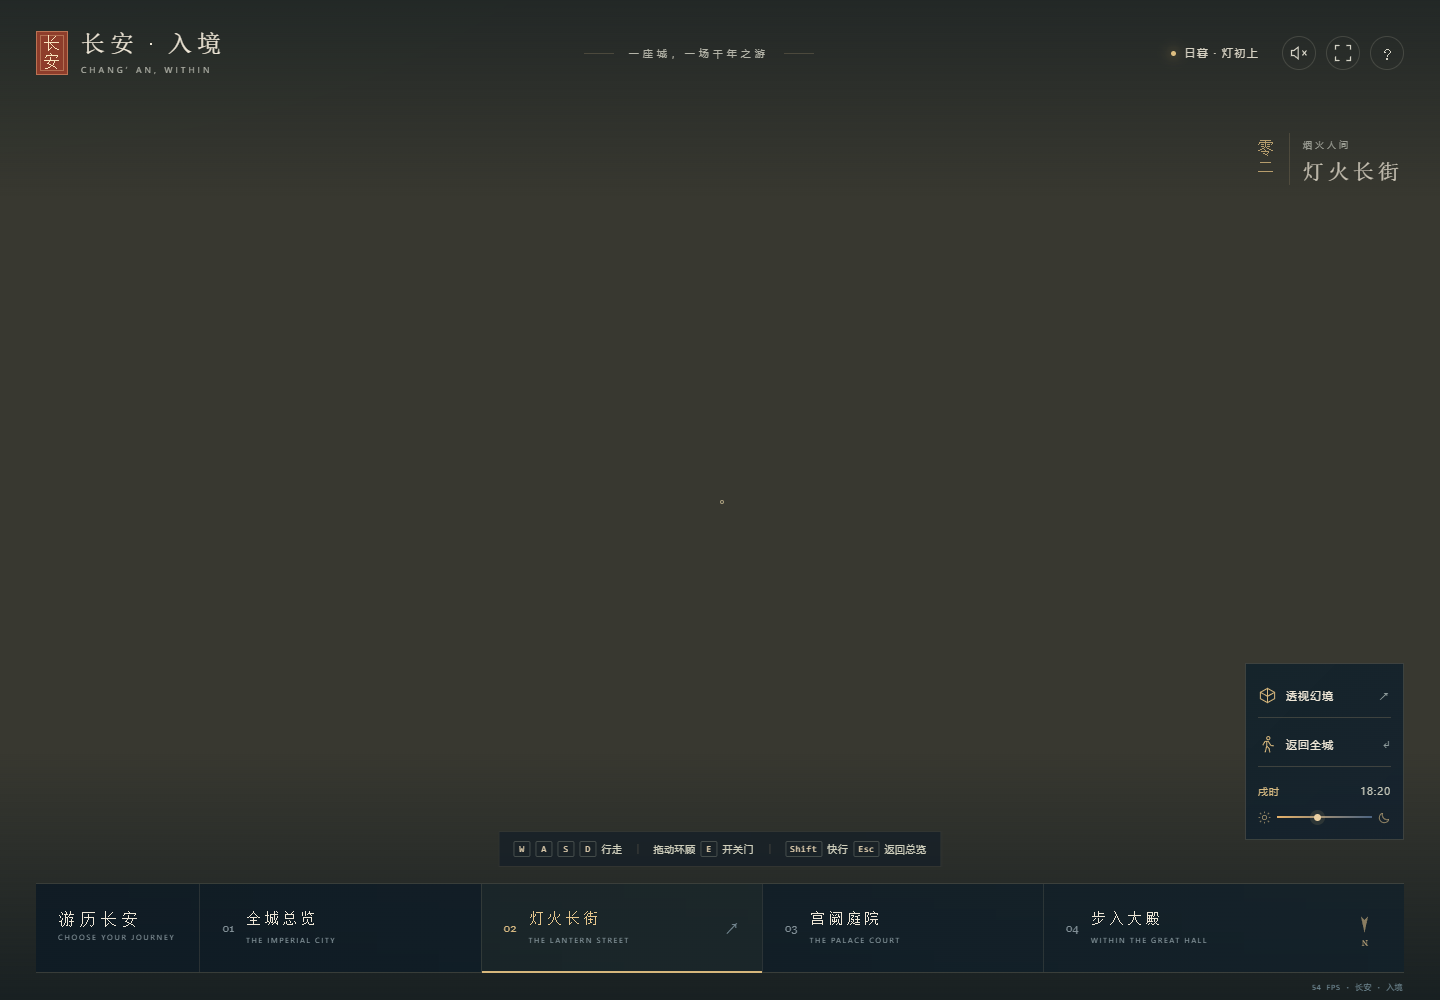 长安
长安 · 入境
CHANG' AN, WITHIN
一座城，一场千年之游
日暮 · 灯初上
?
零二
烟火人间
灯火长街
透视幻境
返回全城
戌时 18:20
W A S D 行走 拖动环顾 E 开关门 Shift 快行 Esc 返回总览
游历长安
CHOOSE YOUR JOURNEY
01 全城总览
THE IMPERIAL CITY
02 灯火长街
THE LANTERN STREET
03 宫阙庭院
THE PALACE COURT
04 步入大殿
WITHIN THE GREAT HALL
N
54 FPS · 长安 · 入境